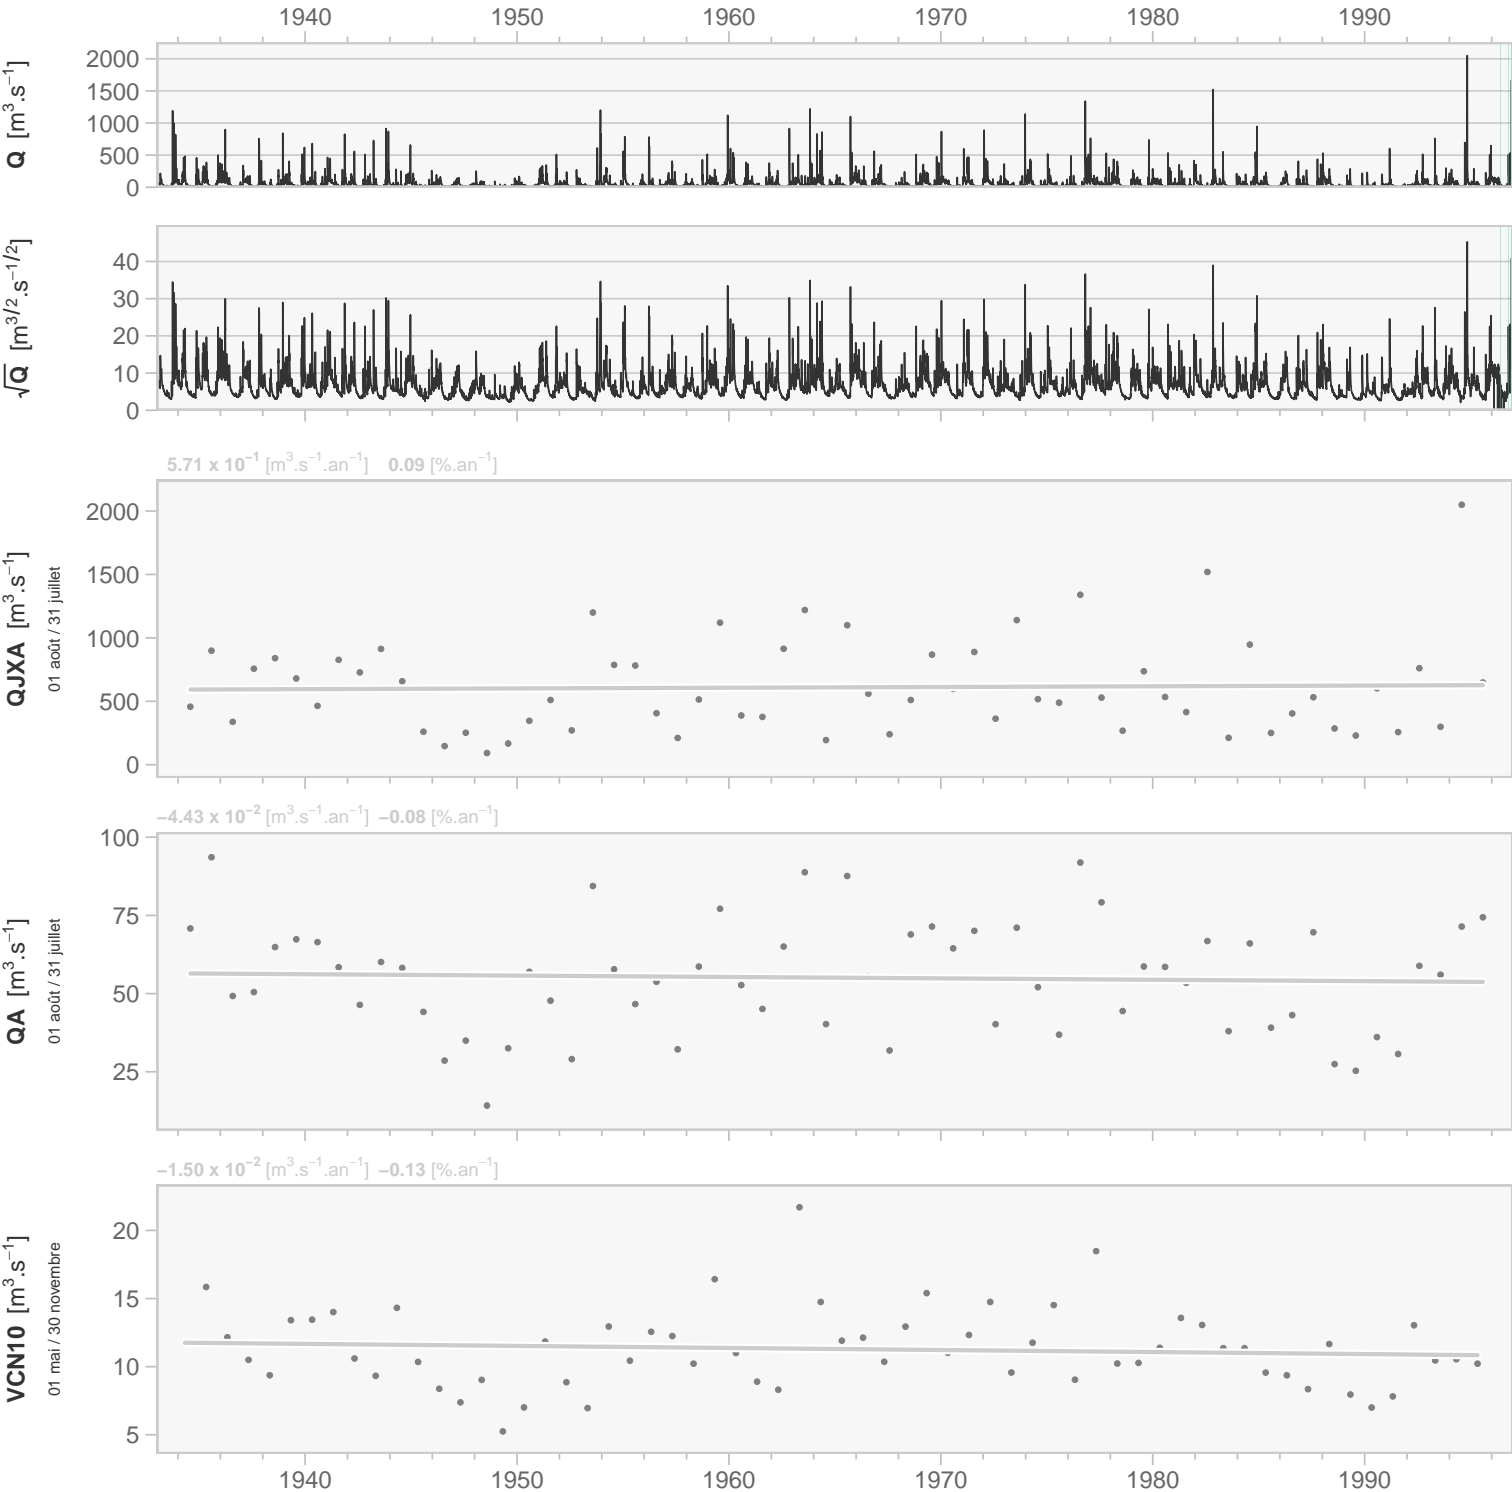 1940 1950 1960 1970 1980 1990
Q [m³.s⁻¹]
2000
1500
1000
500
0
√Q [m³ᐟ².s⁻¹ᐟ²]
40
30
20
10
0
5.71 x 10⁻¹ [m³.s⁻¹.an⁻¹] 0.09 [%.an⁻¹]
QJXA [m³.s⁻¹]
01 août / 31 juillet
2000
1500
1000
500
0
−4.43 x 10⁻² [m³.s⁻¹.an⁻¹] −0.08 [%.an⁻¹]
QA [m³.s⁻¹]
01 août / 31 juillet
100
75
50
25
−1.50 x 10⁻² [m³.s⁻¹.an⁻¹] −0.13 [%.an⁻¹]
VCN10 [m³.s⁻¹]
01 mai / 30 novembre
20
15
10
5
1940 1950 1960 1970 1980 1990